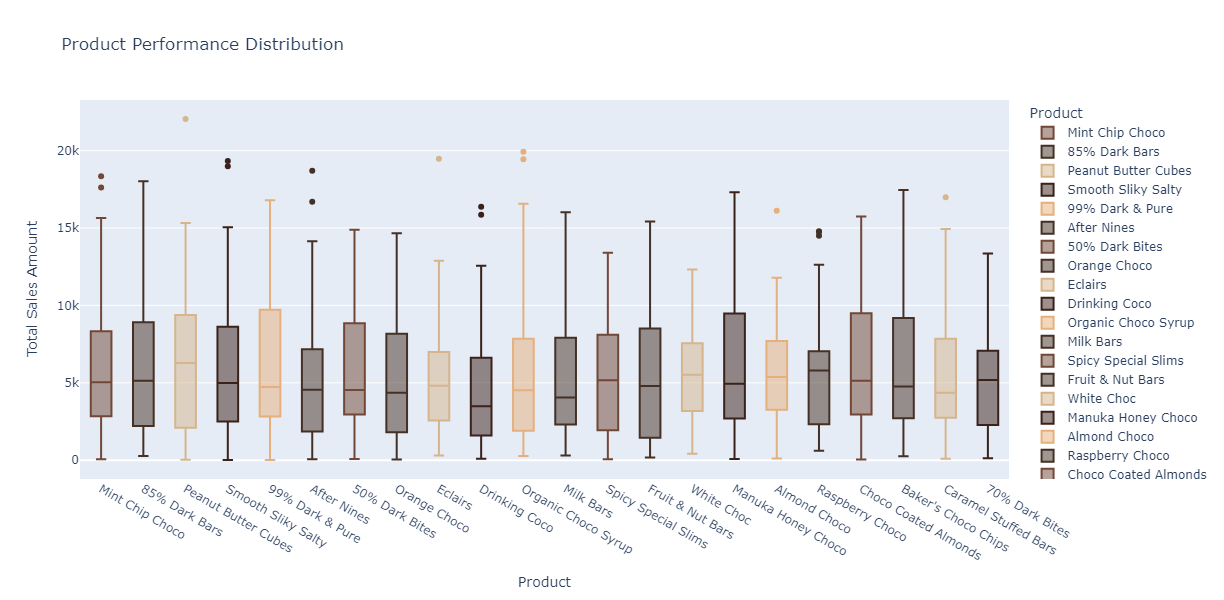 Product Performance Distribution
Total Sales Amount
20k
15k
10k
5k
0
Mint Chip Choco
85% Dark Bars
Peanut Butter Cubes
Smooth Sliky Salty
99% Dark & Pure
After Nines
50% Dark Bites
Orange Choco
Eclairs
Drinking Coco
Organic Choco Syrup
Milk Bars
Spicy Special Slims
Fruit & Nut Bars
White Choc
Manuka Honey Choco
Almond Choco
Raspberry Choco
Choco Coated Almonds
Baker's Choco Chips
Caramel Stuffed Bars
70% Dark Bites
Product
Product
Mint Chip Choco
85% Dark Bars
Peanut Butter Cubes
Smooth Sliky Salty
99% Dark & Pure
After Nines
50% Dark Bites
Orange Choco
Eclairs
Drinking Coco
Organic Choco Syrup
Milk Bars
Spicy Special Slims
Fruit & Nut Bars
White Choc
Manuka Honey Choco
Almond Choco
Raspberry Choco
Choco Coated Almonds